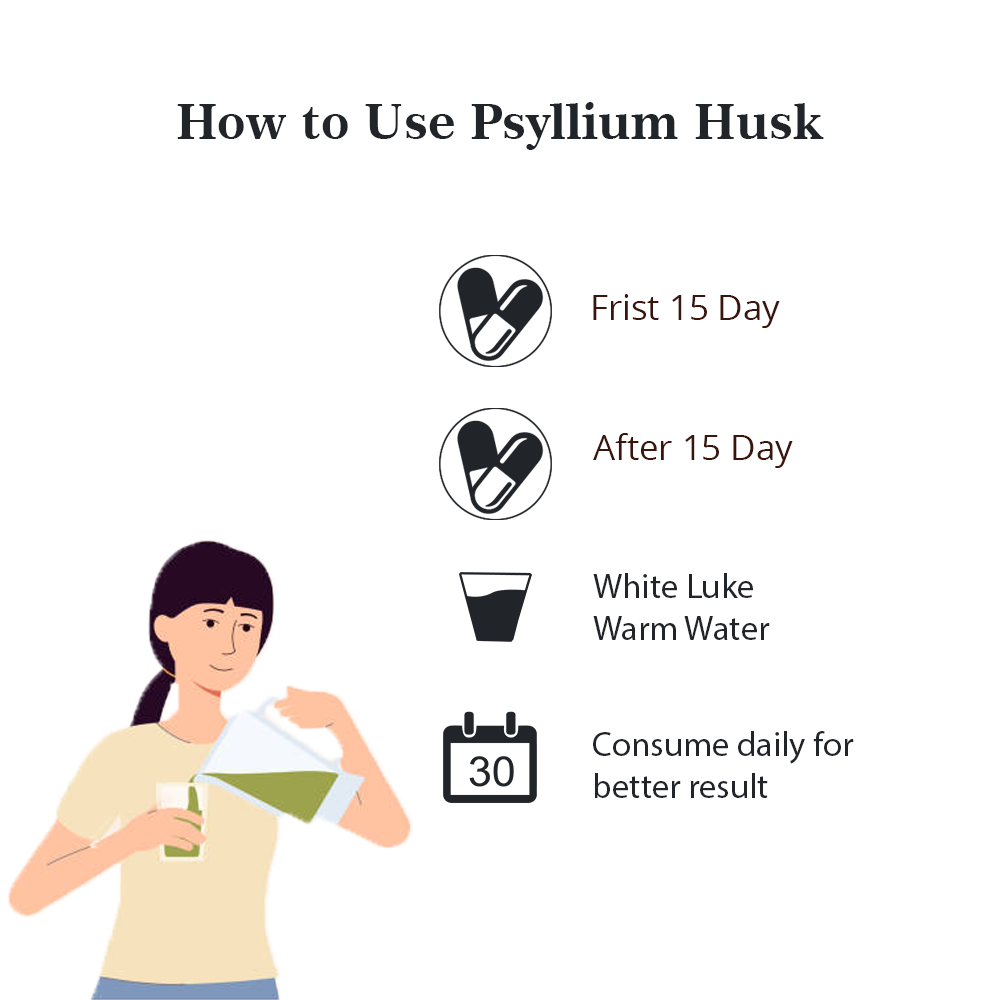 How to Use Psyllium Husk
Frist 15 Day
After 15 Day
White Luke
Warm Water
30
Consume daily for
better result